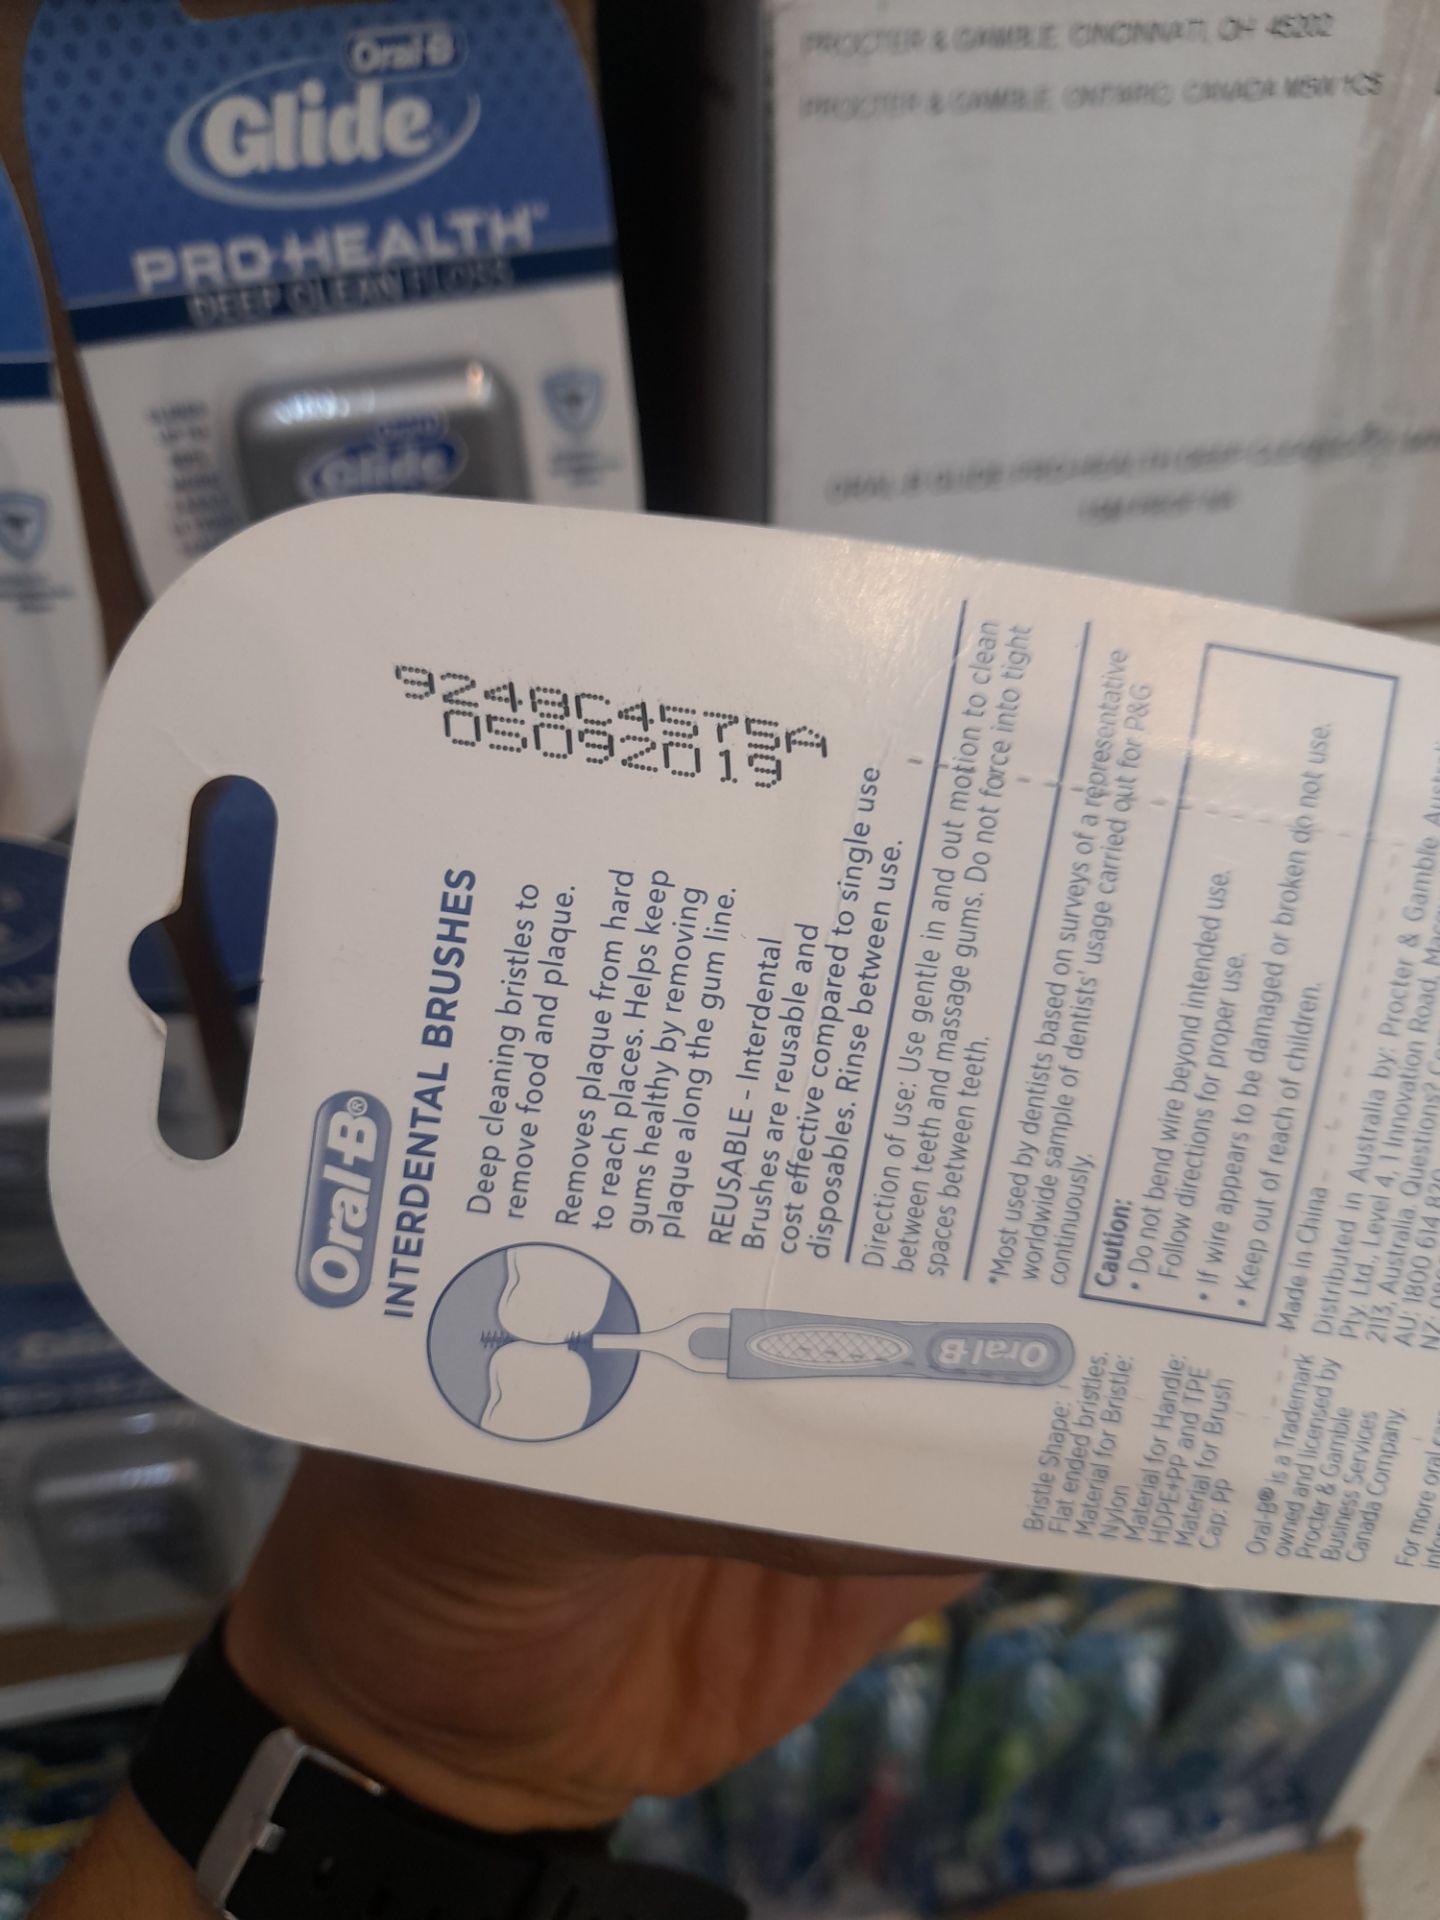 Oral-B
Glide
PRO-HEALTH
DEEP CLEAN FLOSS
Glide
PROCTER & GAMBLE, CINCINNATI, OH 45202
PROCTER & GAMBLE, ONTARIO, CANADA M5W 1C5
9248C4575A
05092019
Oral-B®
INTERDENTAL BRUSHES
Deep cleaning bristles to
remove food and plaque.
Removes plaque from hard
to reach places. Helps keep
gums healthy by removing
plaque along the gum line.
REUSABLE - Interdental
Brushes are reusable and
cost effective compared to single use
disposables. Rinse between use.
Direction of use: Use gentle in and out motion to clean
between teeth and massage gums. Do not force into tight
spaces between teeth.
*Most used by dentists based on surveys of a representative
worldwide sample of dentists' usage carried out for P&G
continuously.
Caution:
• Do not bend wire beyond intended use.
Follow directions for proper use.
• If wire appears to be damaged or broken do not use.
• Keep out of reach of children.
Made in China
Distributed in Australia by: Procter & Gamble
Pty. Ltd., Level 4, 1 Innovation Road,
2113, Australia. Questions?
AU: 1800 614 820
NZ:
Oral-B
Bristle Shape:
Flat ended bristles.
Material for Bristle:
Nylon
Material for Handle:
HDPE+PP and TPE
Material for Brush
Cap: PP
Oral-B® is a Trademark
owned and licensed by
Procter & Gamble
Business Services
Canada Company.
For more oral